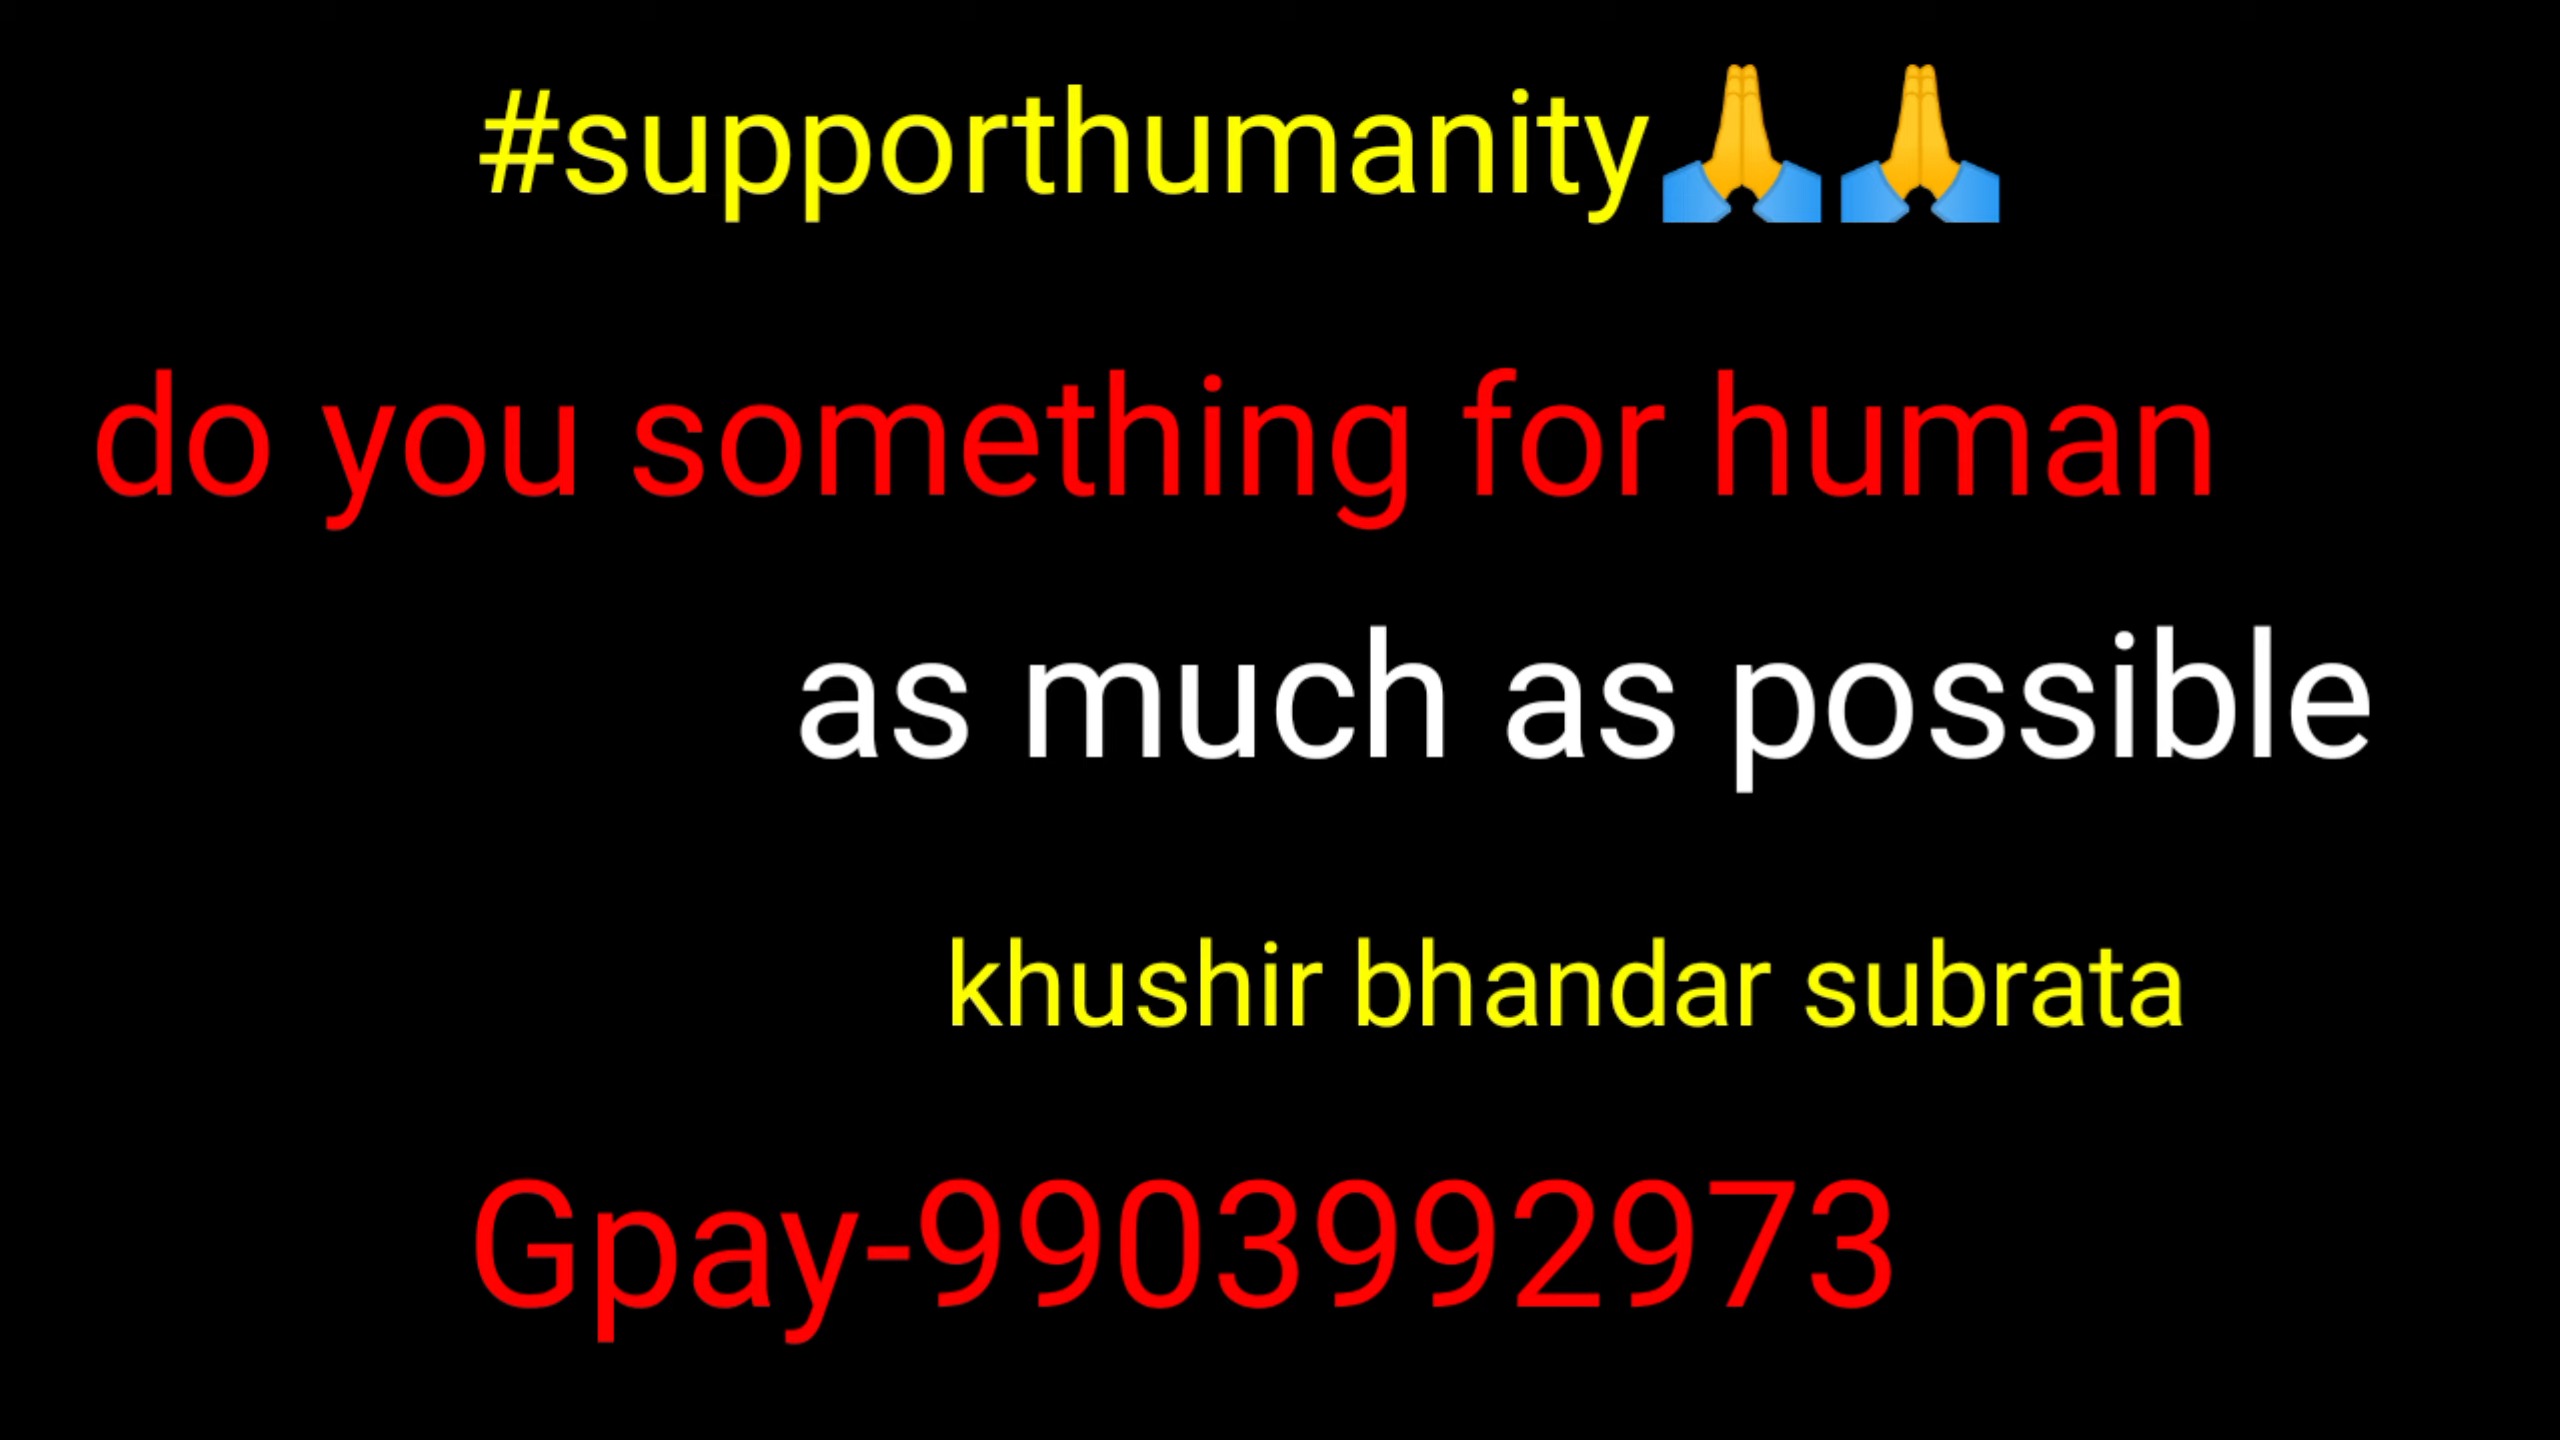 #supporthumanity🙏🙏
do you something for human
as much as possible
khushir bhandar subrata
Gpay-9903992973